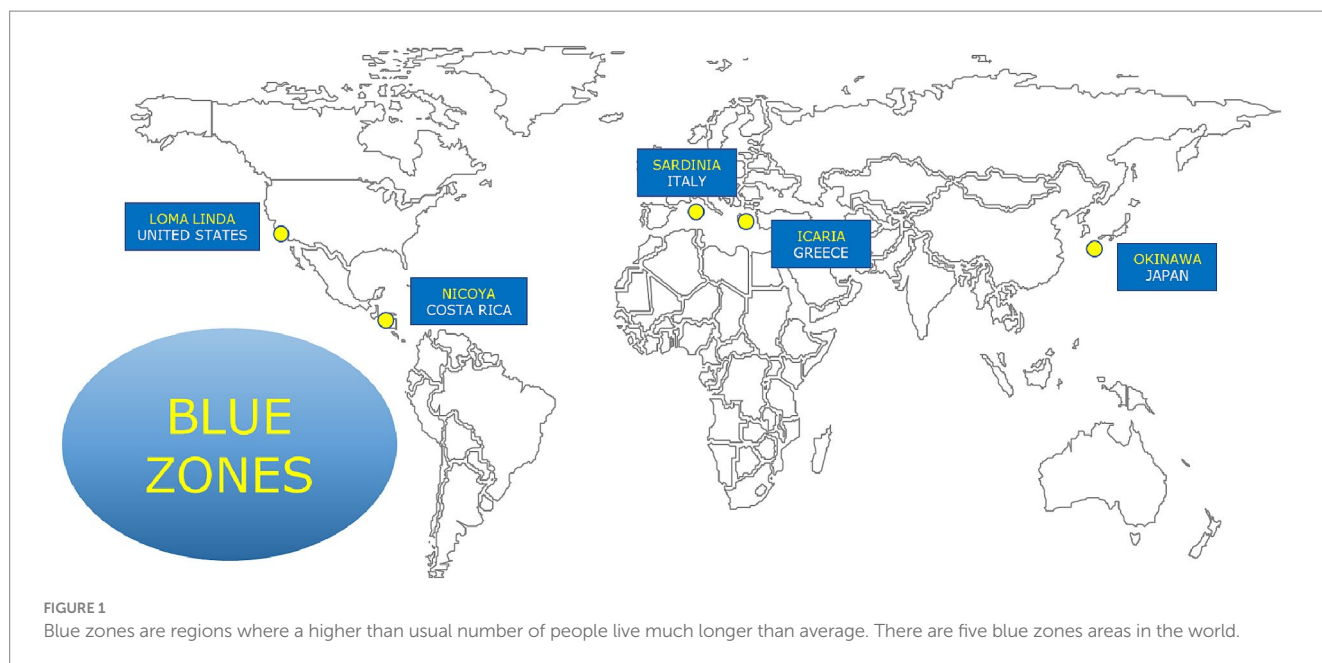 SARDINIA
ITALY
LOMA LINDA
UNITED STATES
ICARIA
GREECE
OKINAWA
JAPAN
NICOYA
COSTA RICA
BLUE
ZONES
FIGURE 1
Blue zones are regions where a higher than usual number of people live much longer than average. There are five blue zones areas in the world.